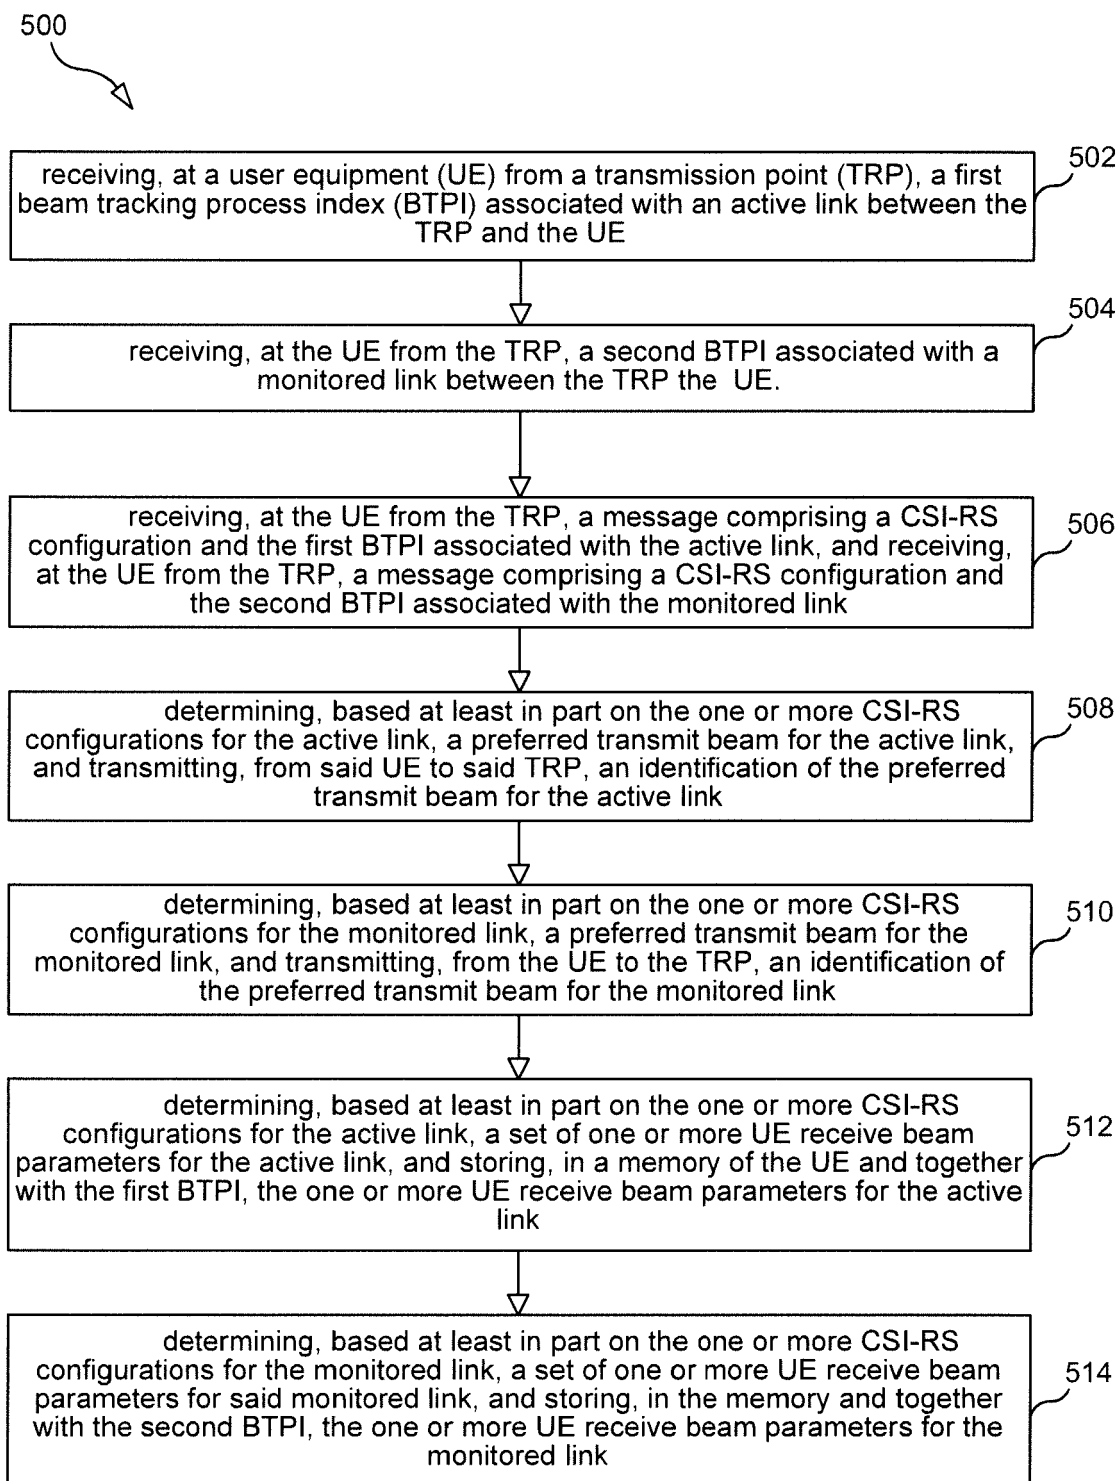 500
502
receiving, at a user equipment (UE) from a transmission point (TRP), a first
beam tracking process index (BTPI) associated with an active link between the
TRP and the UE
504
receiving, at the UE from the TRP, a second BTPI associated with a
monitored link between the TRP the UE.
506
receiving, at the UE from the TRP, a message comprising a CSI-RS
configuration and the first BTPI associated with the active link, and receiving,
at the UE from the TRP, a message comprising a CSI-RS configuration and
the second BTPI associated with the monitored link
508
determining, based at least in part on the one or more CSI-RS
configurations for the active link, a preferred transmit beam for the active link,
and transmitting, from said UE to said TRP, an identification of the preferred
transmit beam for the active link
510
determining, based at least in part on the one or more CSI-RS
configurations for the monitored link, a preferred transmit beam for the
monitored link, and transmitting, from the UE to the TRP, an identification of
the preferred transmit beam for the monitored link
512
determining, based at least in part on the one or more CSI-RS
configurations for the active link, a set of one or more UE receive beam
parameters for the active link, and storing, in a memory of the UE and together
with the first BTPI, the one or more UE receive beam parameters for the active
link
514
determining, based at least in part on the one or more CSI-RS
configurations for the monitored link, a set of one or more UE receive beam
parameters for said monitored link, and storing, in the memory and together
with the second BTPI, the one or more UE receive beam parameters for the
monitored link